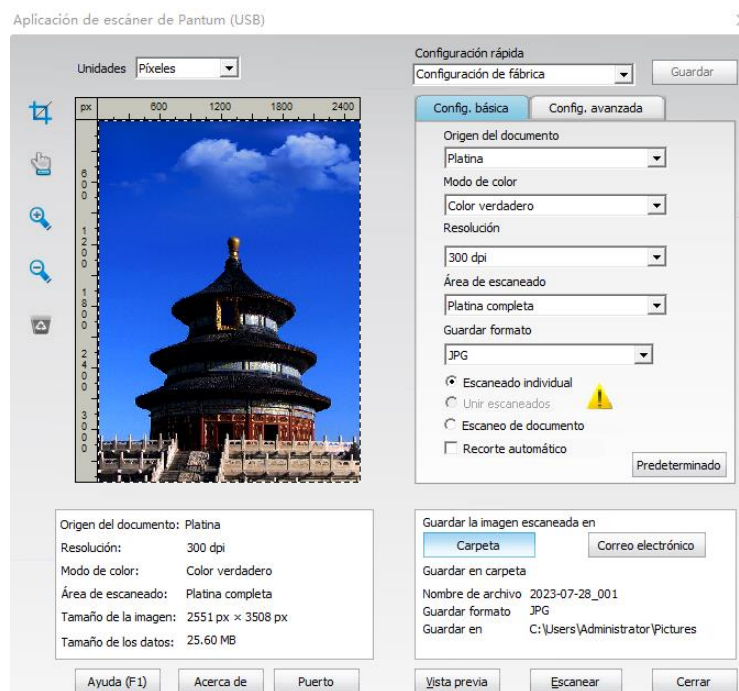 Aplicación de escáner de Pantum (USB)
Unidades Píxeles
px 600 1200 1800 2400
600
1200
1800
2400
3000
Configuración rápida
Configuración de fábrica Guardar
Config. básica Config. avanzada
Origen del documento
Platina
Modo de color
Color verdadero
Resolución
300 dpi
Área de escaneado
Platina completa
Guardar formato
JPG
Escaneado individual
Unir escaneados
Escaneo de documento
Recorte automático
Predeterminado
Origen del documento: Platina
Resolución: 300 dpi
Modo de color: Color verdadero
Área de escaneado: Platina completa
Tamaño de la imagen: 2551 px × 3508 px
Tamaño de los datos: 25.60 MB
Guardar la imagen escaneada en
Carpeta Correo electrónico
Guardar en carpeta
Nombre de archivo 2023-07-28_001
Guardar formato JPG
Guardar en C:\Users\Administrator\Pictures
Ayuda (F1) Acerca de Puerto Vista previa Escanear Cerrar